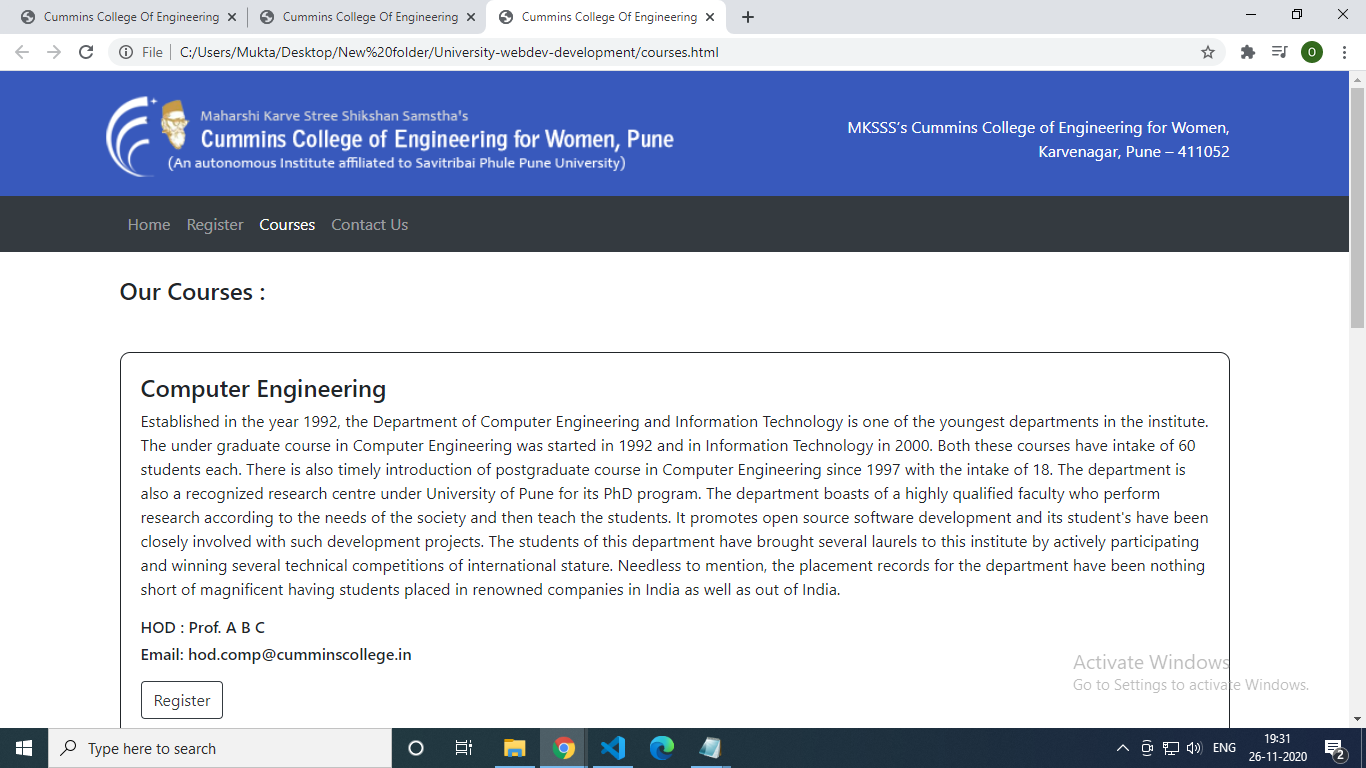 Cummins College Of Engineering
Cummins College Of Engineering
Cummins College Of Engineering
File
C:/Users/Mukta/Desktop/New%20folder/University-webdev-development/courses.html
O
Maharshi Karve Stree Shikshan Samstha's
Cummins College of Engineering for Women, Pune
(An autonomous Institute affiliated to Savitribai Phule Pune University)
MKSSS’s Cummins College of Engineering for Women,
Karvenagar, Pune – 411052
Home Register Courses Contact Us
Our Courses :
Computer Engineering
Established in the year 1992, the Department of Computer Engineering and Information Technology is one of the youngest departments in the institute.
The under graduate course in Computer Engineering was started in 1992 and in Information Technology in 2000. Both these courses have intake of 60
students each. There is also timely introduction of postgraduate course in Computer Engineering since 1997 with the intake of 18. The department is
also a recognized research centre under University of Pune for its PhD program. The department boasts of a highly qualified faculty who perform
research according to the needs of the society and then teach the students. It promotes open source software development and its student's have been
closely involved with such development projects. The students of this department have brought several laurels to this institute by actively participating
and winning several technical competitions of international stature. Needless to mention, the placement records for the department have been nothing
short of magnificent having students placed in renowned companies in India as well as out of India.
HOD : Prof. A B C
Email: hod.comp@cumminscollege.in
Register
Activate Windows
Go to Settings to activate Windows.
Type here to search
ENG
19:31
26-11-2020
2